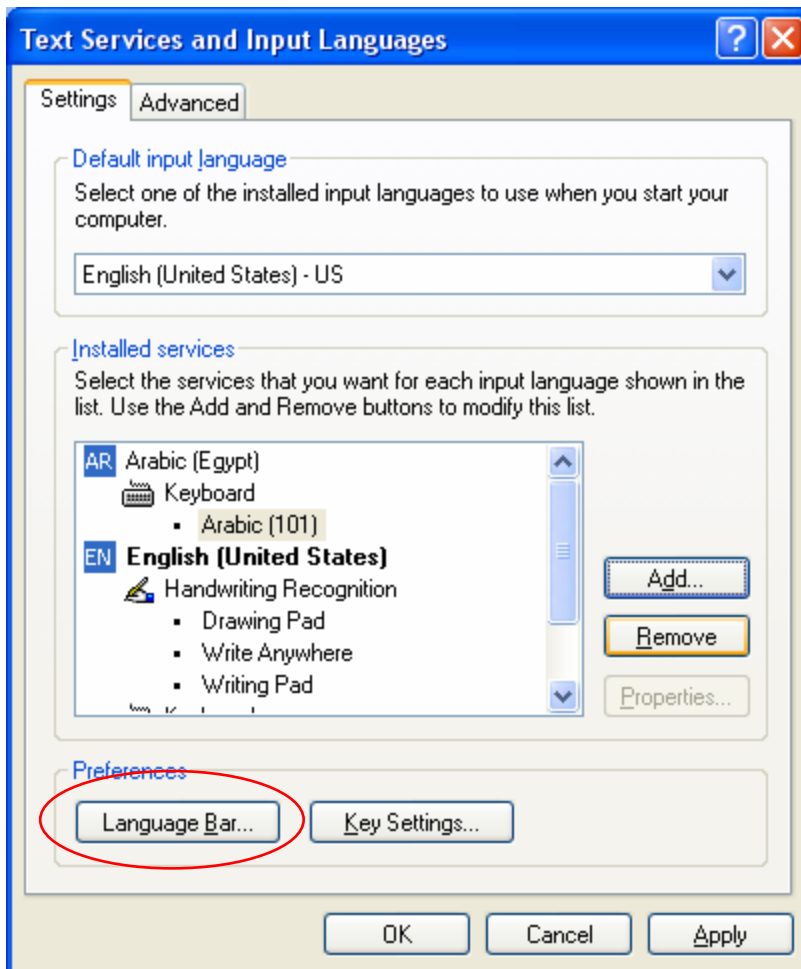 Text Services and Input Languages
?
Settings Advanced
Default input language
Select one of the installed input languages to use when you start your
computer.
English (United States) - US
Installed services
Select the services that you want for each input language shown in the
list. Use the Add and Remove buttons to modify this list.
AR Arabic (Egypt)
Keyboard
Arabic (101)
EN English (United States)
Handwriting Recognition
Drawing Pad
Write Anywhere
Writing Pad
Add...
Remove
Properties...
Preferences
Language Bar...
Key Settings...
OK
Cancel
Apply